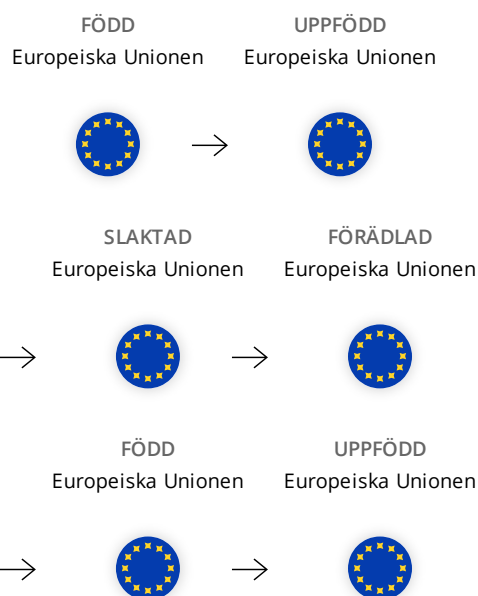 FÖDD
Europeiska Unionen
UPPFÖDD
Europeiska Unionen
SLAKTAD
Europeiska Unionen
FÖRÄDLAD
Europeiska Unionen
FÖDD
Europeiska Unionen
UPPFÖDD
Europeiska Unionen